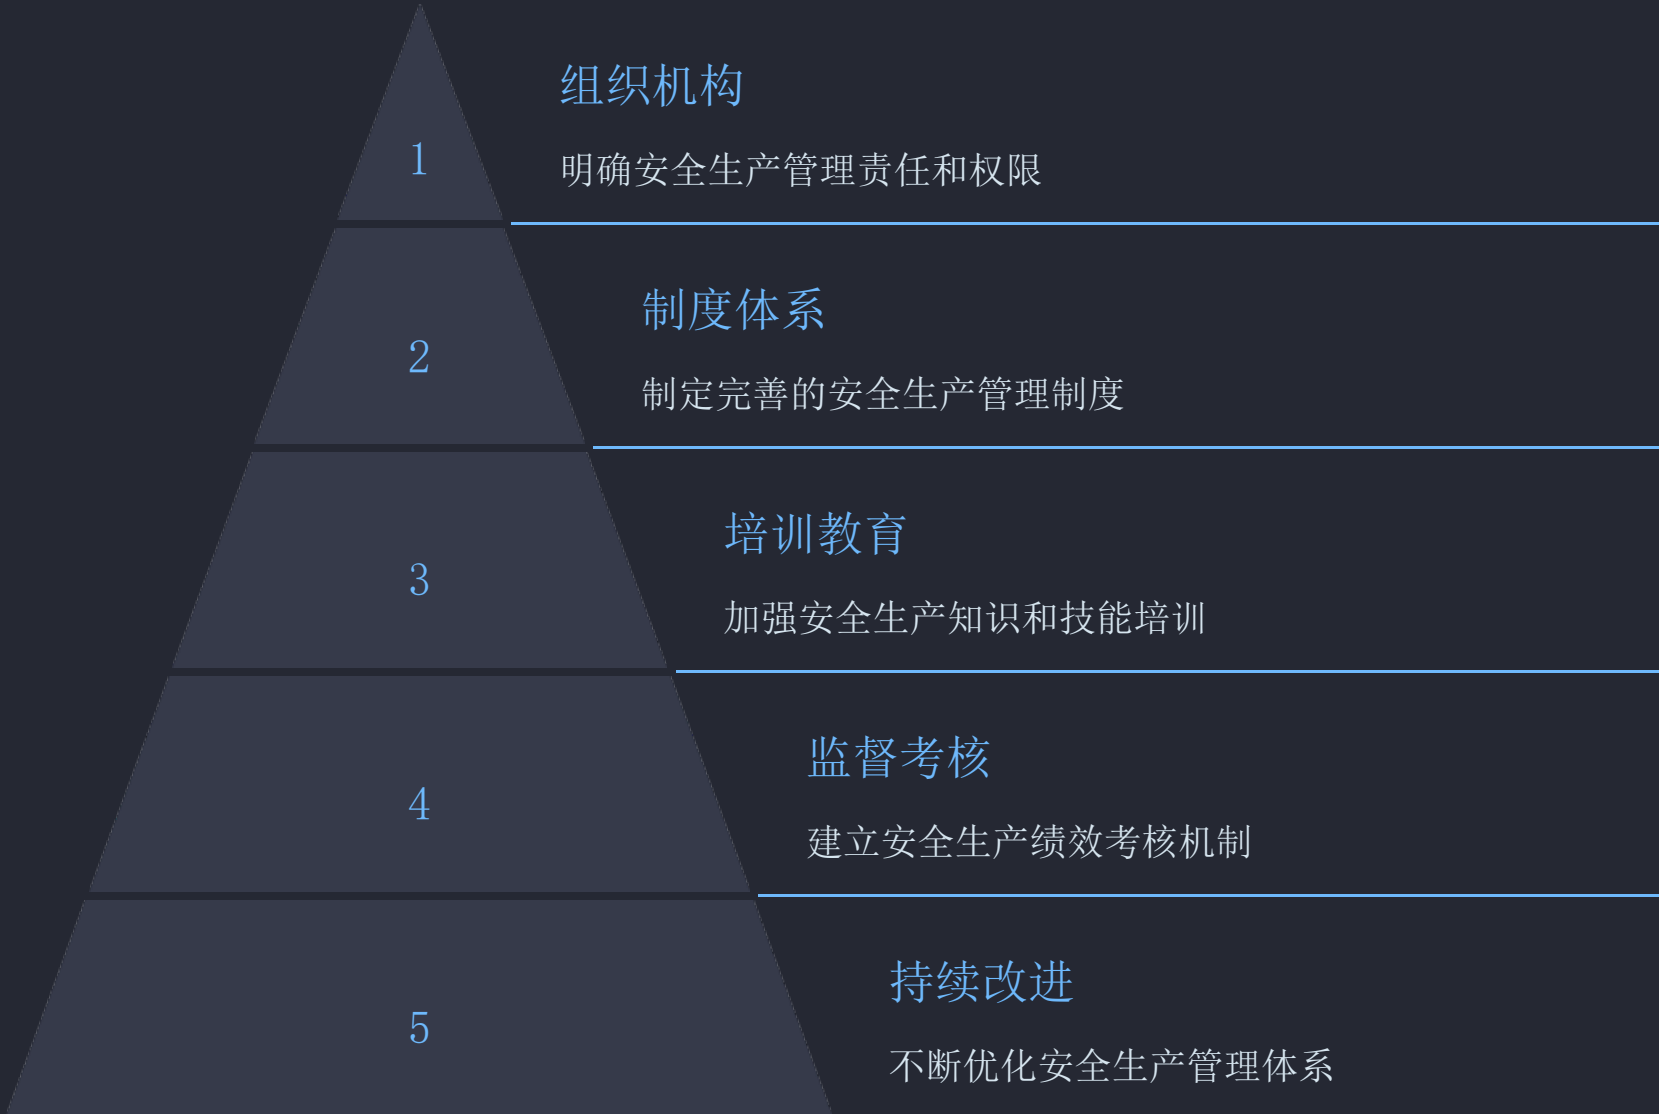 1
组织机构
明确安全生产管理责任和权限
2
制度体系
制定完善的安全生产管理制度
3
培训教育
加强安全生产知识和技能培训
4
监督考核
建立安全生产绩效考核机制
5
持续改进
不断优化安全生产管理体系